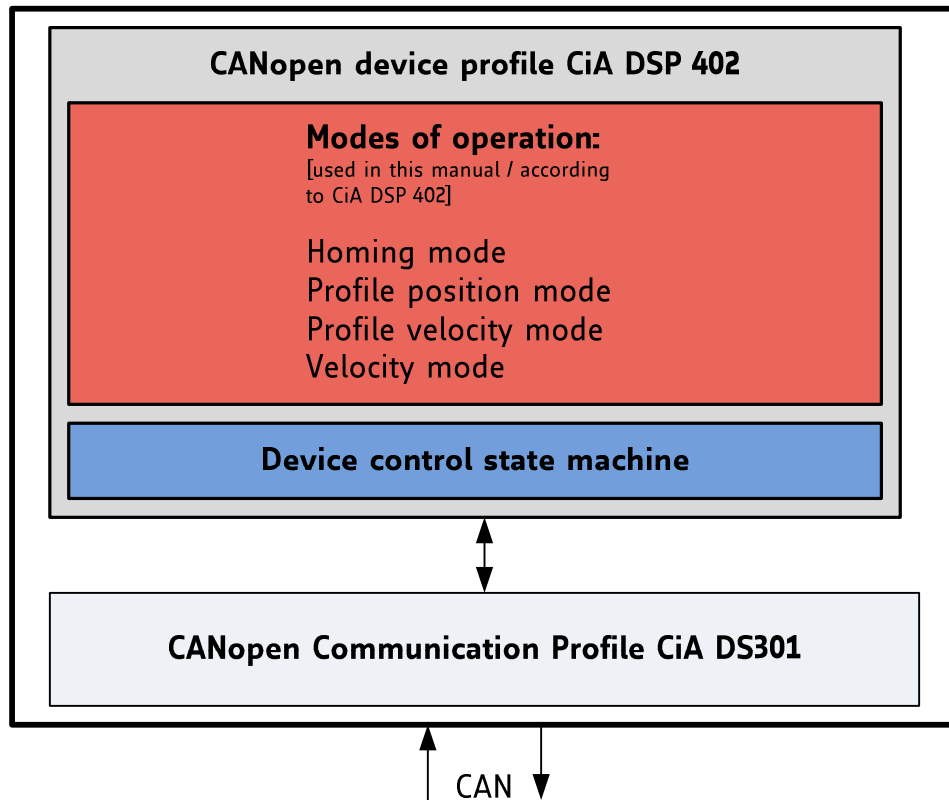 CANopen device profile CiA DSP 402
Modes of operation:
[used in this manual / according
to CiA DSP 402]
Homing mode
Profile position mode
Profile velocity mode
Velocity mode
Device control state machine
CANopen Communication Profile CiA DS301
CAN